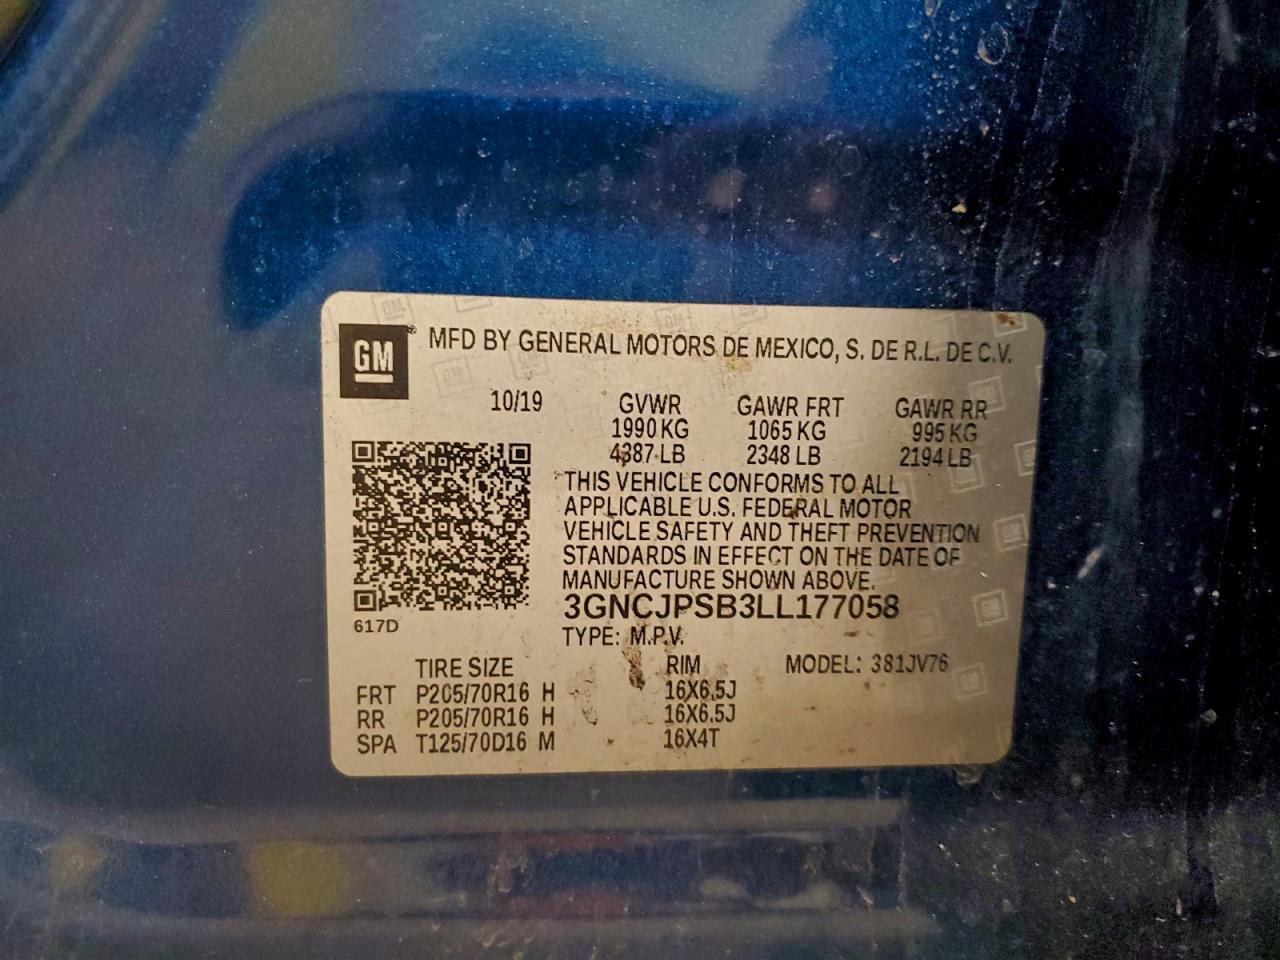 GM ® MFD BY GENERAL MOTORS DE MEXICO, S. DE R.L. DE C.V.
10/19 GVWR GAWR FRT GAWR RR
1990 KG 1065 KG 995 KG
4387 LB 2348 LB 2194 LB
THIS VEHICLE CONFORMS TO ALL
APPLICABLE U.S. FEDERAL MOTOR
VEHICLE SAFETY AND THEFT PREVENTION
STANDARDS IN EFFECT ON THE DATE OF
MANUFACTURE SHOWN ABOVE.
3GNCJPSB3LL177058
617D
TYPE: M.P.V.
TIRE SIZE RIM MODEL: 381JV76
FRT P205/70R16 H 16X6.5J
RR P205/70R16 H 16X6.5J
SPA T125/70D16 M 16X4T